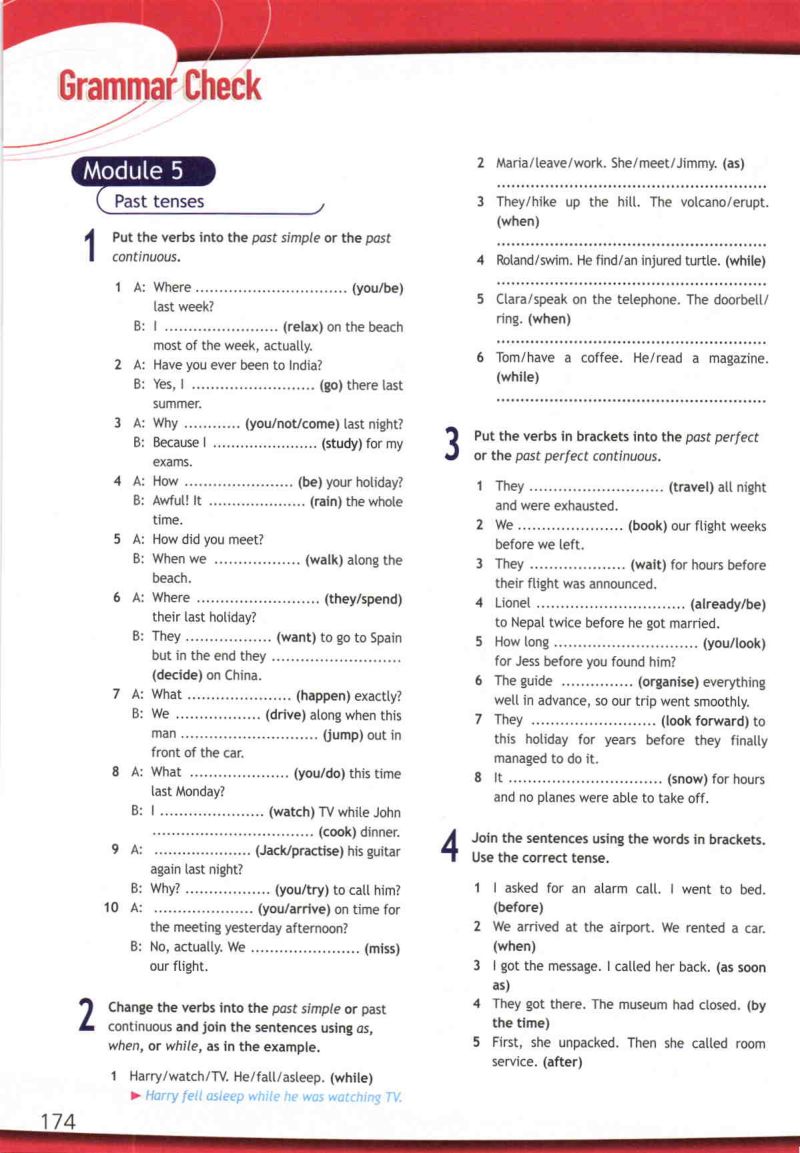 Grammar Check
Module 5
Past tenses
1 Put the verbs into the past simple or the past
continuous.
1 A: Where ................................ (you/be)
last week?
B: I ........................ (relax) on the beach
most of the week, actually.
2 A: Have you ever been to India?
B: Yes, I .......................... (go) there last
summer.
3 A: Why ............ (you/not/come) last night?
B: Because I ...................... (study) for my
exams.
4 A: How ....................... (be) your holiday?
B: Awful! It .................... (rain) the whole
time.
5 A: How did you meet?
B: When we .................. (walk) along the
beach.
6 A: Where .......................... (they/spend)
their last holiday?
B: They .................. (want) to go to Spain
but in the end they ...........................
(decide) on China.
7 A: What ...................... (happen) exactly?
B: We .................. (drive) along when this
man ............................. (jump) out in
front of the car.
8 A: What ..................... (you/do) this time
last Monday?
B: I ...................... (watch) TV while John
.................................. (cook) dinner.
9 A: .................... (Jack/practise) his guitar
again last night?
B: Why? .................. (you/try) to call him?
10 A: ..................... (you/arrive) on time for
the meeting yesterday afternoon?
B: No, actually. We ....................... (miss)
our flight.
2 Change the verbs into the past simple or past
continuous and join the sentences using as,
when, or while, as in the example.
1 Harry/watch/TV. He/fall/asleep. (while)
► Harry fell asleep while he was watching TV.
2 Maria/leave/work. She/meet/Jimmy. (as)
........................................................
3 They/hike up the hill. The volcano/erupt.
(when)
........................................................
4 Roland/swim. He find/an injured turtle. (while)
........................................................
5 Clara/speak on the telephone. The doorbell/
ring. (when)
........................................................
6 Tom/have a coffee. He/read a magazine.
(while)
........................................................
3 Put the verbs in brackets into the past perfect
or the past perfect continuous.
1 They ............................ (travel) all night
and were exhausted.
2 We ...................... (book) our flight weeks
before we left.
3 They .................... (wait) for hours before
their flight was announced.
4 Lionel ............................... (already/be)
to Nepal twice before he got married.
5 How long .............................. (you/look)
for Jess before you found him?
6 The guide ............... (organise) everything
well in advance, so our trip went smoothly.
7 They .......................... (look forward) to
this holiday for years before they finally
managed to do it.
8 It ................................ (snow) for hours
and no planes were able to take off.
4 Join the sentences using the words in brackets.
Use the correct tense.
1 I asked for an alarm call. I went to bed.
(before)
2 We arrived at the airport. We rented a car.
(when)
3 I got the message. I called her back. (as soon
as)
4 They got there. The museum had closed. (by
the time)
5 First, she unpacked. Then she called room
service. (after)
174